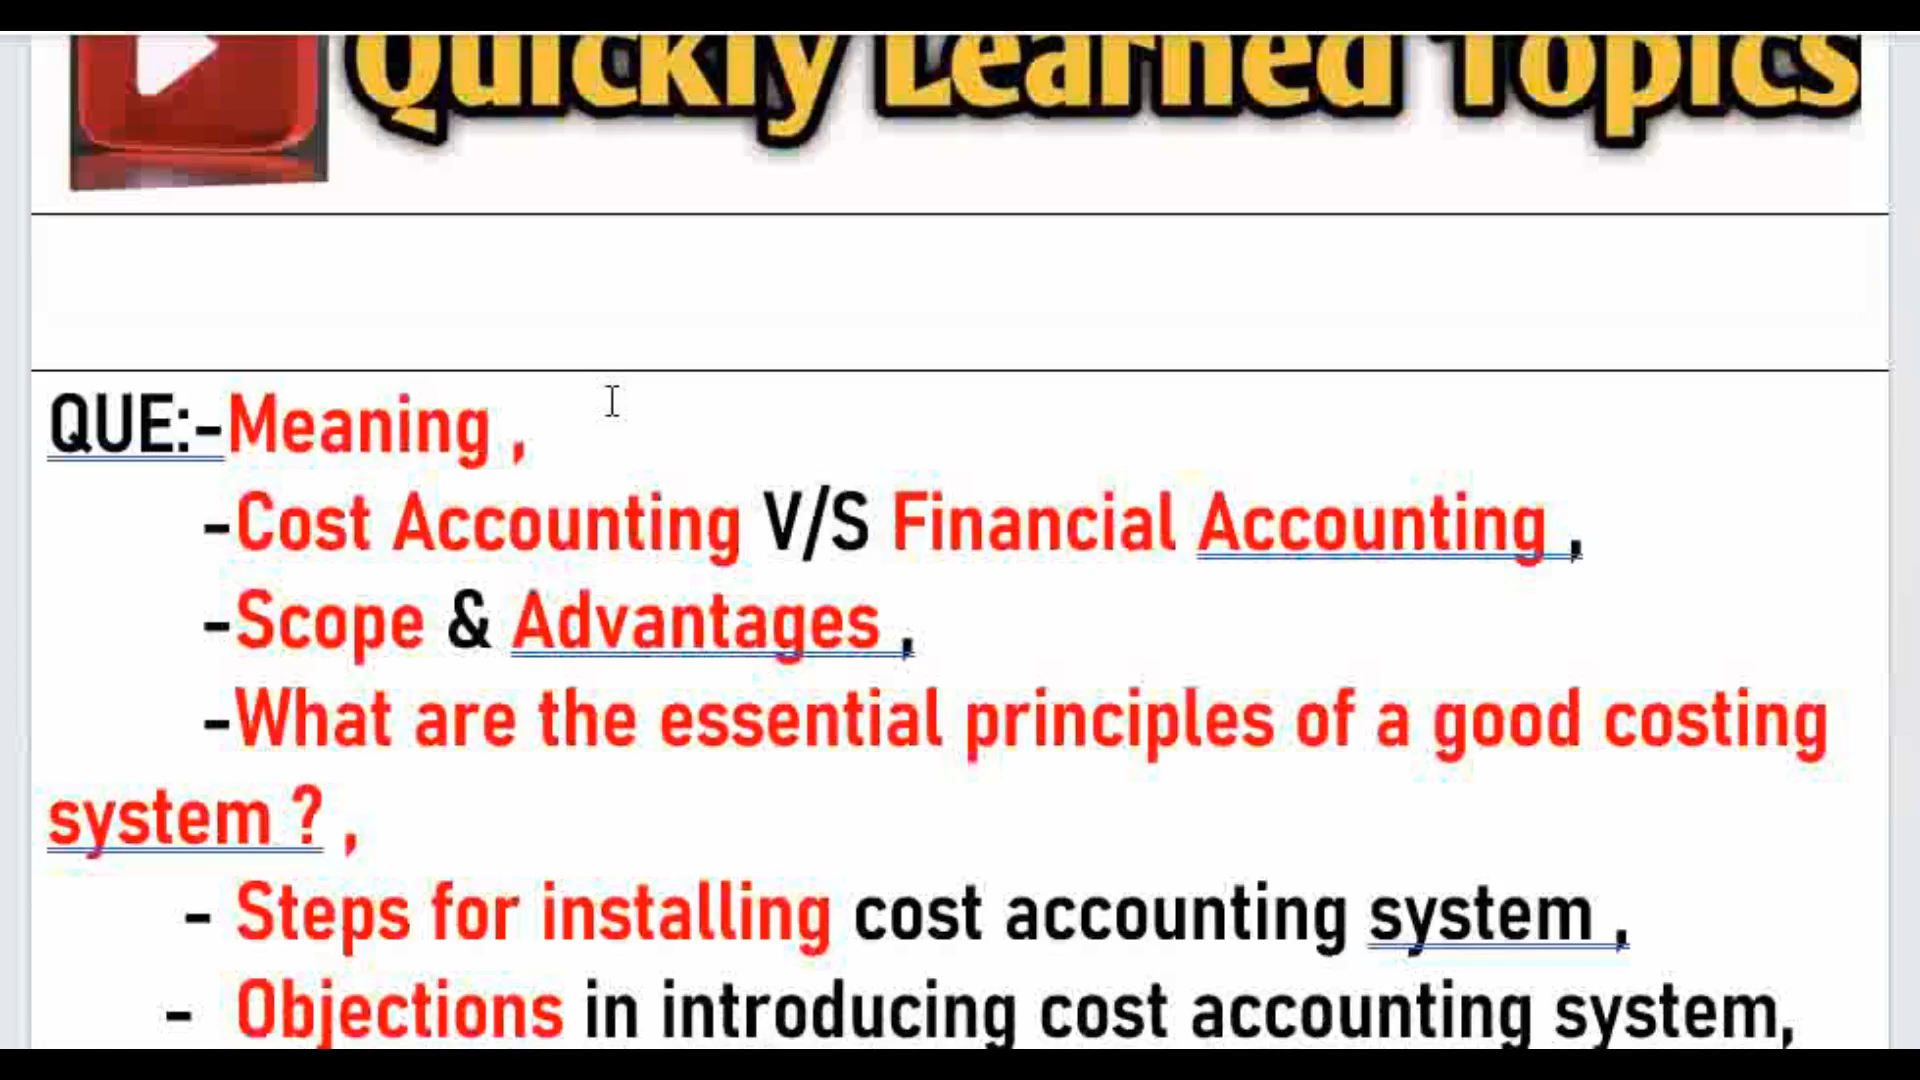 Quickly Learned Topics
QUE:-Meaning ,
-Cost Accounting V/S Financial Accounting ,
-Scope & Advantages ,
-What are the essential principles of a good costing
system ? ,
- Steps for installing cost accounting system ,
- Objections in introducing cost accounting system,